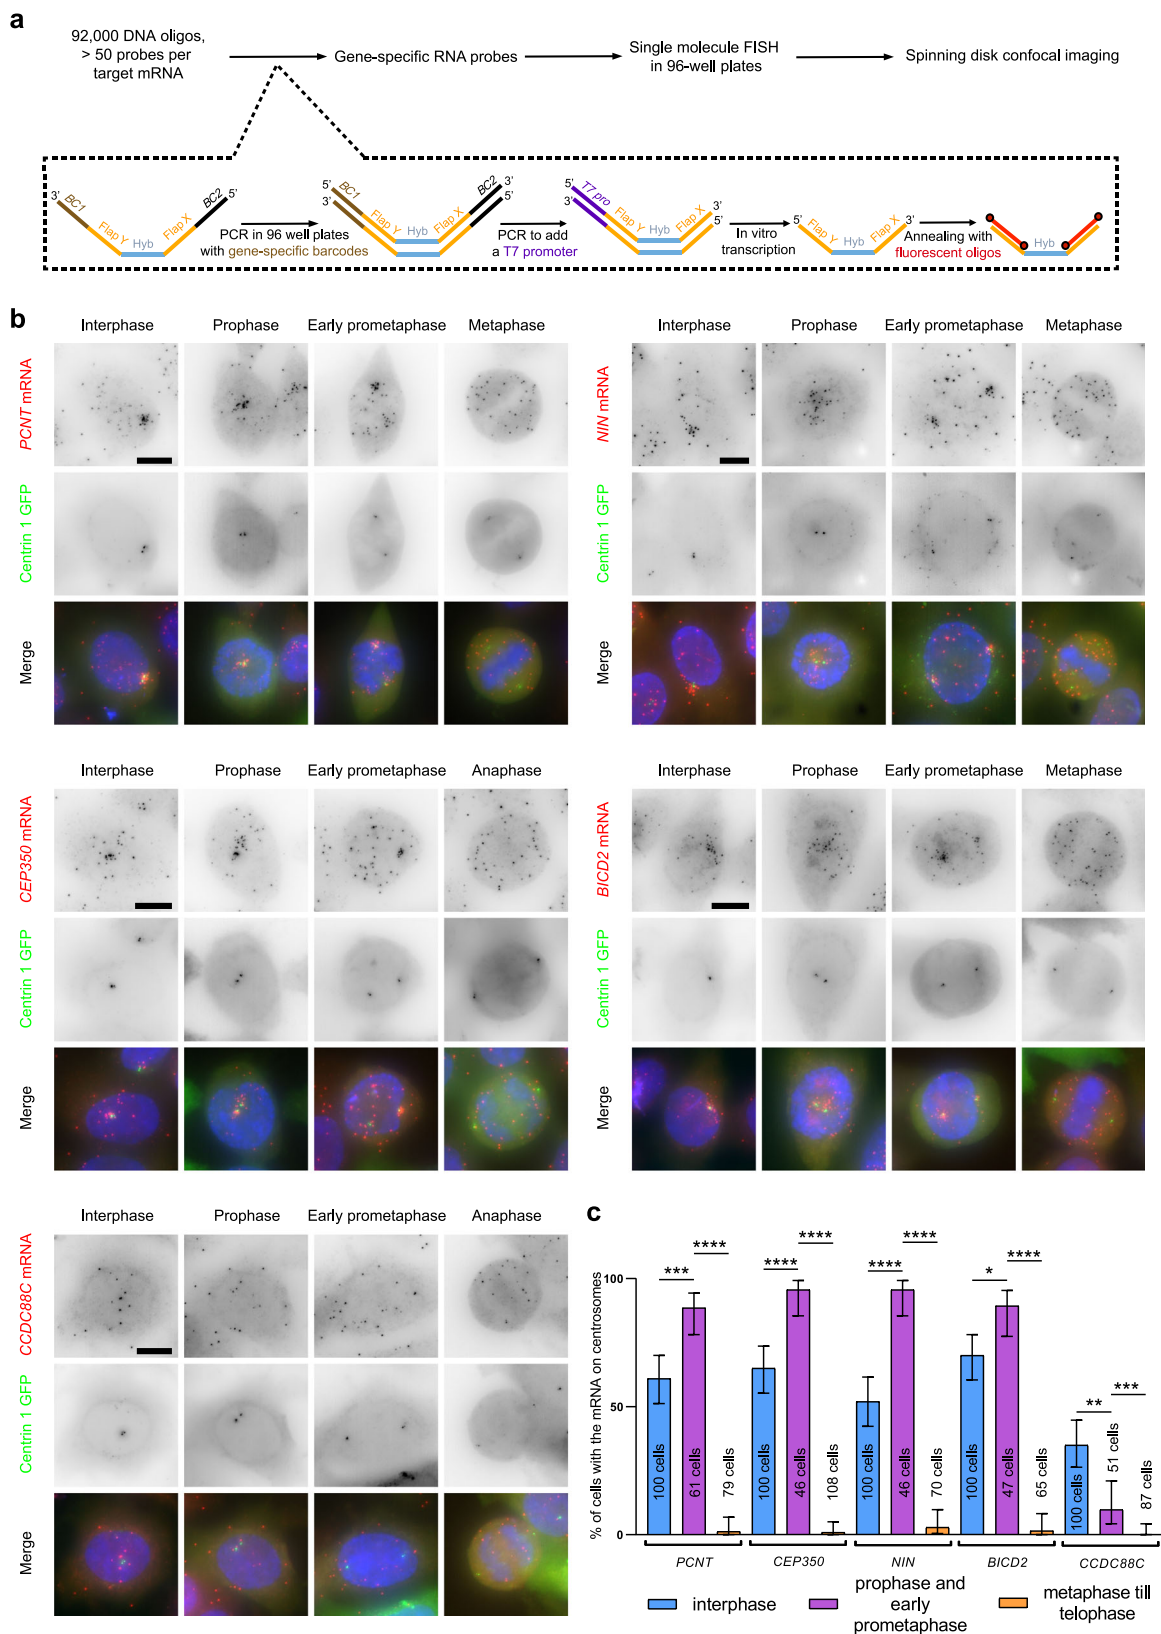 a
92,000 DNA oligos,
> 50 probes per
target mRNA
Gene-specific RNA probes
Single molecule FISH
in 96-well plates
Spinning disk confocal imaging
3’ BC1 Flap Y Hyb Flap X BC2 5’
PCR in 96 well plates
with gene-specific barcodes
5’ 3’ BC1 Flap Y Hyb Flap X BC2 3’ 5’
PCR to add
a T7 promoter
5’ 3’ T7 pro Flap Y Hyb Flap X 3’ 5’
In vitro
transcription
5’ Flap Y Hyb Flap X 3’
Annealing with
fluorescent oligos
Hyb
b
Interphase Prophase Early prometaphase Metaphase
PCNT mRNA
Centrin 1 GFP
Merge
Interphase Prophase Early prometaphase Metaphase
NIN mRNA
Centrin 1 GFP
Merge
Interphase Prophase Early prometaphase Anaphase
CEP350 mRNA
Centrin 1 GFP
Merge
Interphase Prophase Early prometaphase Metaphase
BICD2 mRNA
Centrin 1 GFP
Merge
Interphase Prophase Early prometaphase Anaphase
CCDC88C mRNA
Centrin 1 GFP
Merge
c
% of cells with the mRNA on centrosomes
100
50
0
*** ****
**** ****
**** ****
* ****
** ***
100 cells 61 cells 79 cells
100 cells 46 cells 108 cells
100 cells 46 cells 70 cells
100 cells 47 cells 65 cells
100 cells 51 cells 87 cells
PCNT CEP350 NIN BICD2 CCDC88C
interphase
prophase and
early
prometaphase
metaphase till
telophase